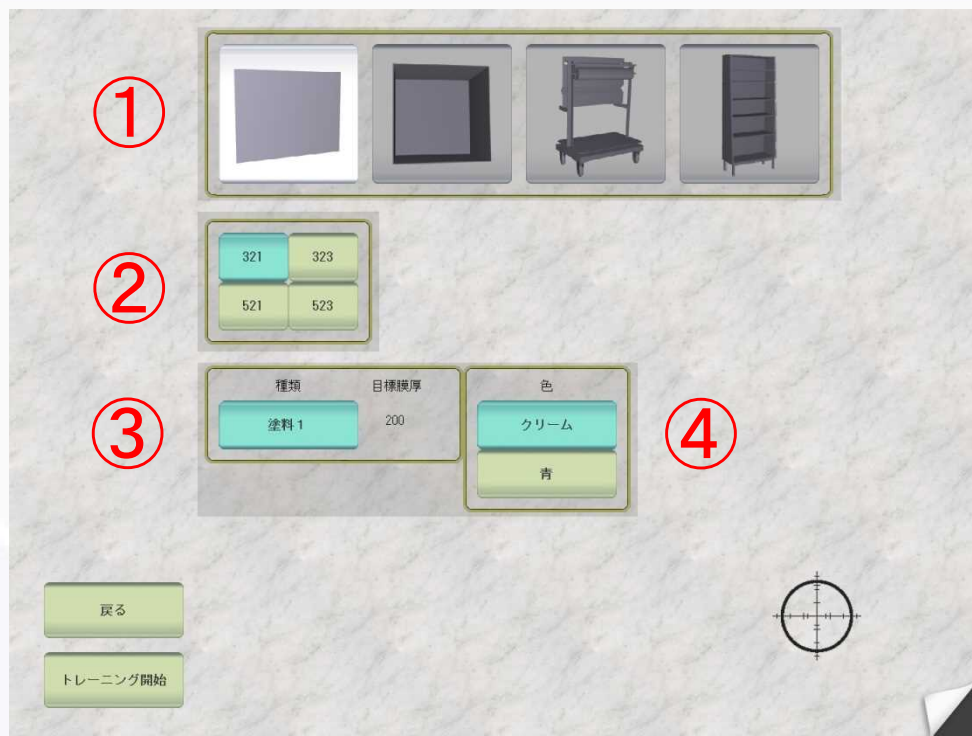 ①
②
321 323
521 523
③
種類 目標膜厚
塗料1 200
色
クリーム
青
④
戻る
トレーニング開始